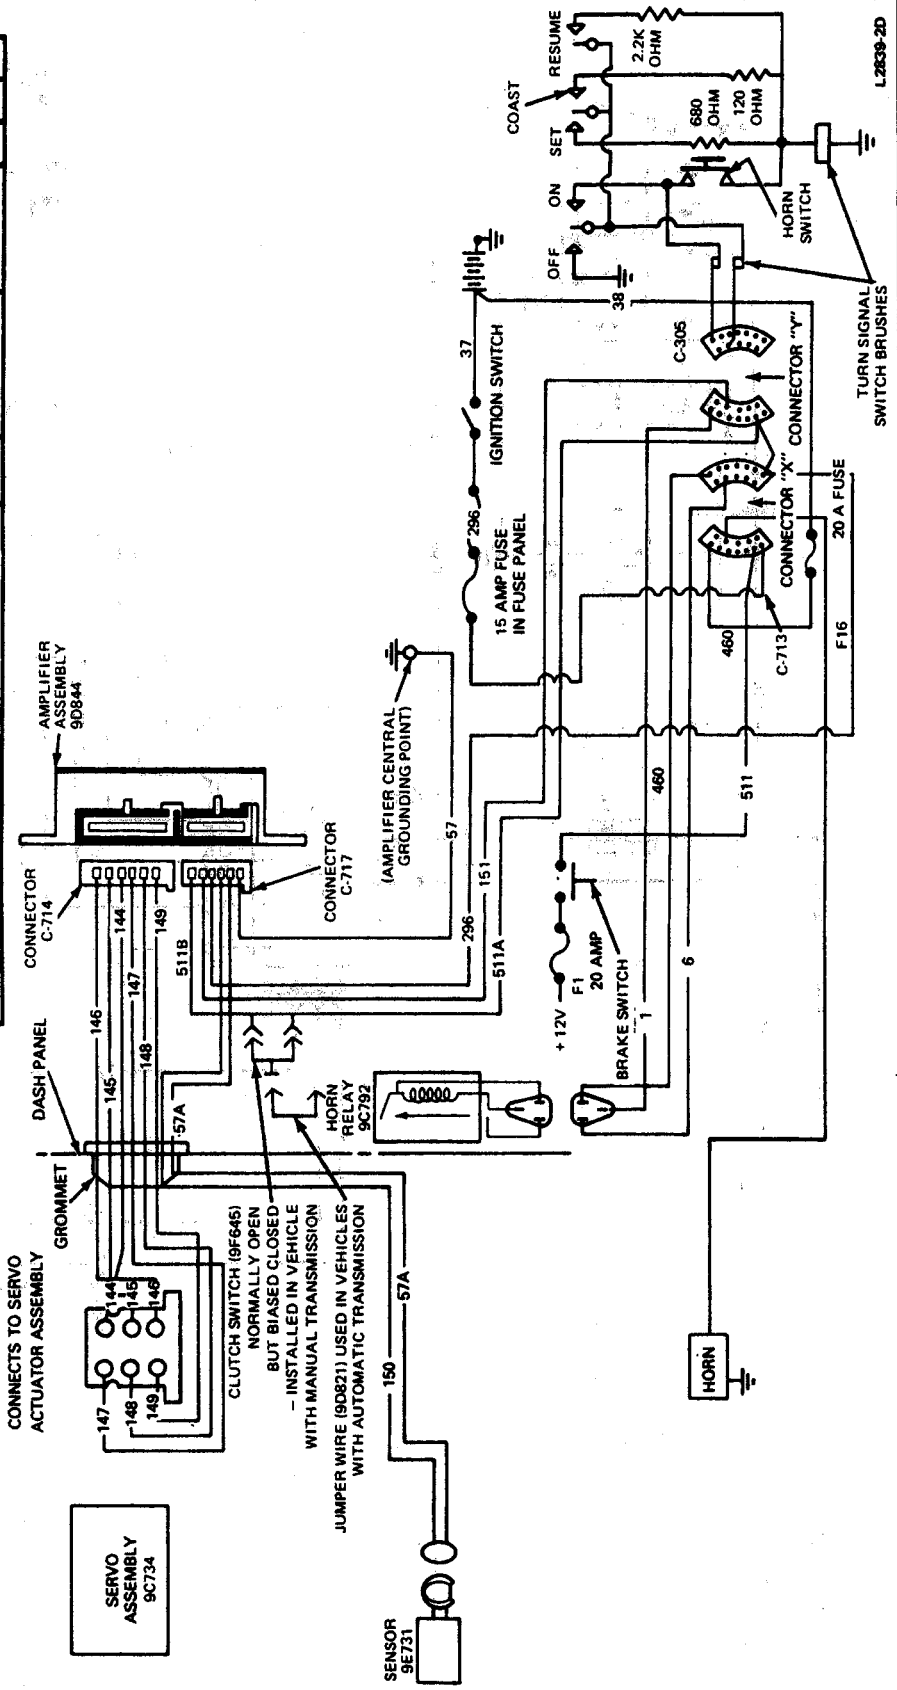 CONNECTS TO SERVO
ACTUATOR ASSEMBLY
SERVO
ASSEMBLY
9C734
GROMMET
DASH PANEL
CONNECTOR
C-714
AMPLIFIER
ASSEMBLY
9D844
147
148
149
144
145
146
146
145
144
147
148
149
57A
511B
CONNECTOR
C-717
CLUTCH SWITCH (9F645)
NORMALLY OPEN
BUT BIASED CLOSED
– INSTALLED IN VEHICLE
WITH MANUAL TRANSMISSION
JUMPER WIRE (9D821) USED IN VEHICLES
WITH AUTOMATIC TRANSMISSION
HORN
RELAY
9C792
(AMPLIFIER CENTRAL
GROUNDING POINT)
57
SENSOR
9E731
150
57A
296
151
511A
+12V
F1
20 AMP
BRAKE SWITCH
15 AMP FUSE
IN FUSE PANEL
296
IGNITION SWITCH
37
38
1
460
6
511
HORN
460
C-713
F16
20 A FUSE
CONNECTOR "X"
CONNECTOR "Y"
C-305
TURN SIGNAL
SWITCH BRUSHES
HORN
SWITCH
OFF
ON
SET
COAST
RESUME
2.2K
OHM
680
OHM
120
OHM
L2839-2D